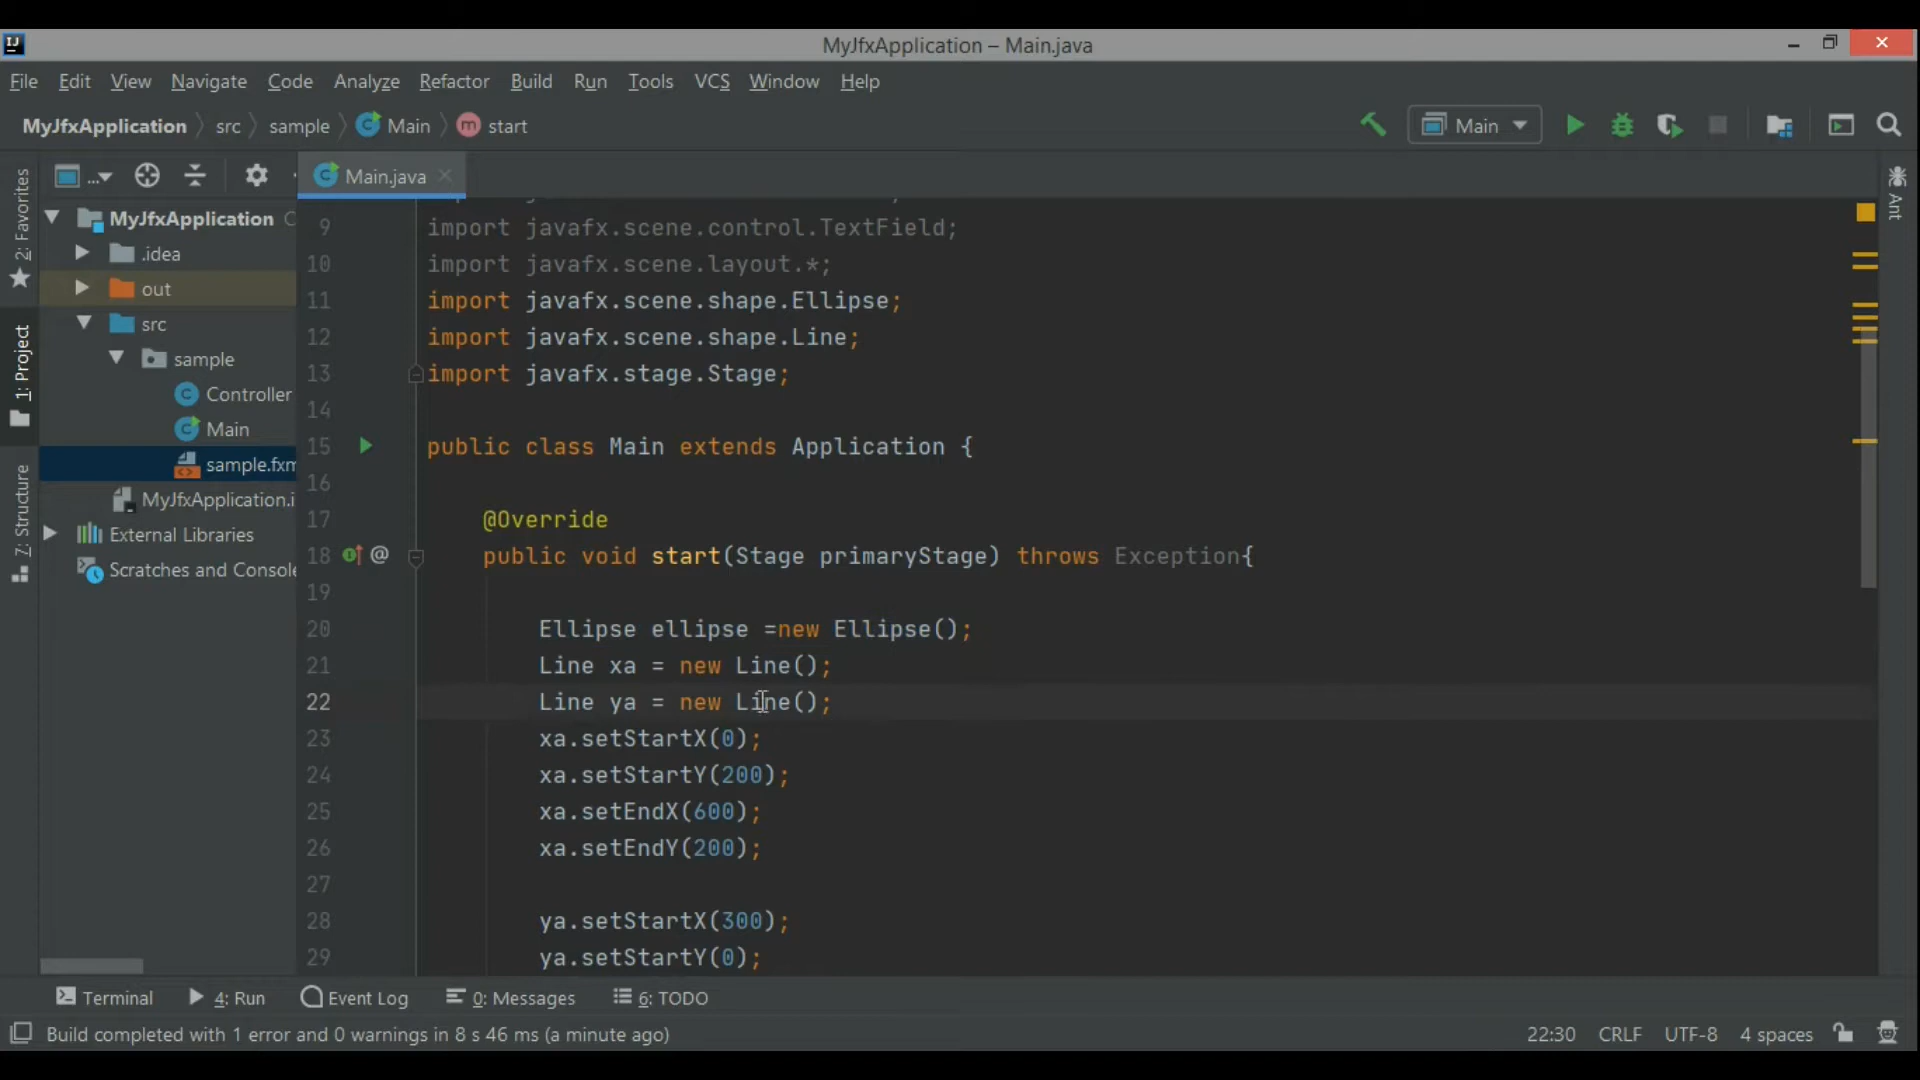 MyJfxApplication – Main.java
File Edit View Navigate Code Analyze Refactor Build Run Tools VCS Window Help
MyJfxApplication src sample Main start
Main
... Main.java
MyJfxApplication
.idea
out
src
sample
Controller
Main
sample.fxm
MyJfxApplication.i
External Libraries
Scratches and Console
2: Favorites
1: Project
7: Structure
Ant
9 import javafx.scene.control.TextField;
10 import javafx.scene.layout.*;
11 import javafx.scene.shape.Ellipse;
12 import javafx.scene.shape.Line;
13 import javafx.stage.Stage;
14
15 public class Main extends Application {
16
17 @Override
18 public void start(Stage primaryStage) throws Exception{
19
20 Ellipse ellipse =new Ellipse();
21 Line xa = new Line();
22 Line ya = new Line();
23 xa.setStartX(0);
24 xa.setStartY(200);
25 xa.setEndX(600);
26 xa.setEndY(200);
27
28 ya.setStartX(300);
29 ya.setStartY(0);
Terminal 4: Run Event Log 0: Messages 6: TODO
Build completed with 1 error and 0 warnings in 8 s 46 ms (a minute ago) 22:30 CRLF UTF-8 4 spaces